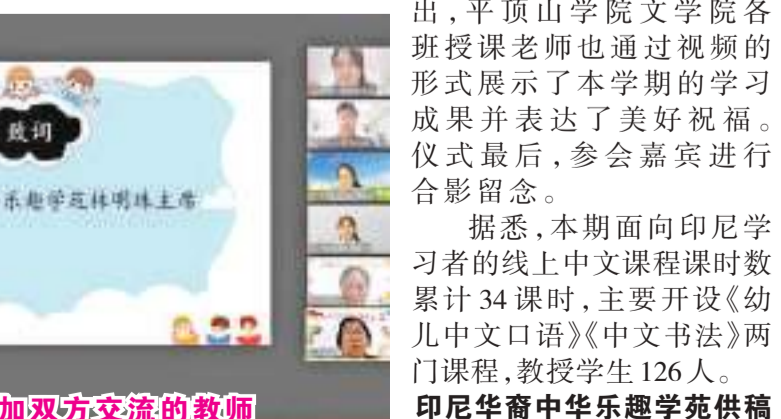 致词
乐趣学苑林明珠主席
加双方交流的教师
出，平顶山学院文学院各
班授课老师也通过视频的
形式展示了本学期的学习
成果并表达了美好祝福。
仪式最后，参会嘉宾进行
合影留念。
据悉，本期面向印尼学
习者的线上中文课程课时数
累计 34 课时，主要开设《幼
儿中文口语》《中文书法》两
门课程，教授学生 126 人。
印尼华裔中华乐趣学苑供稿